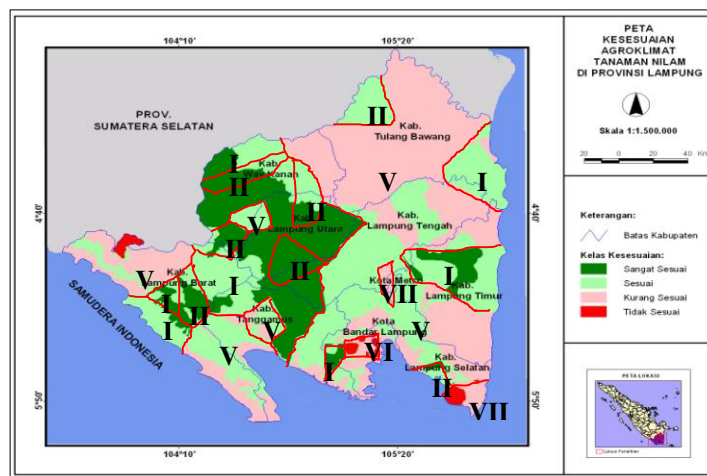 104°10'
105°20'
PROV.
SUMATERA SELATAN
II
Kab.
Tulang Bawang
I
Kab.
Way Kanan
II
V
I
4°40'
V
II
Kab.
Lampung Utara
Kab.
Lampung Tengah
4°40'
II
V
Kab.
Lampung Barat
I
II
Kota Metro
VII
I
Kab.
Lampung Timur
I
II
I
Kab.
Tanggamus
V
V
Kota
Bandar Lampung
VI
V
I
Kab.
Lampung Selatan
II
VII
SAMUDERA INDONESIA
5°50'
5°50'
104°10'
105°20'
PETA
KESESUAIAN
AGROKLIMAT
TANAMAN NILAM
DI PROVINSI LAMPUNG
Skala 1:1.500.000
20 0 20 40 Km
Keterangan:
Batas Kabupaten
Kelas Kesesuaian:
Sangat Sesuai
Sesuai
Kurang Sesuai
Tidak Sesuai
PETA LOKASI